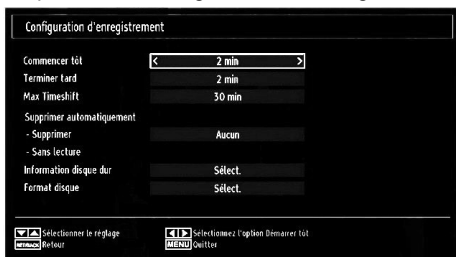 Configuration d'enregistrement
Commencer tôt < 2 min >
Terminer tard 2 min
Max Timeshift 30 min
Supprimer automatiquement
- Supprimer Aucun
- Sans lecture
Information disque dur Sélect.
Format disque Sélect.
Sélectionner le réglage Sélectionnez l'option Démarrer tôt
Retour MENU Quitter